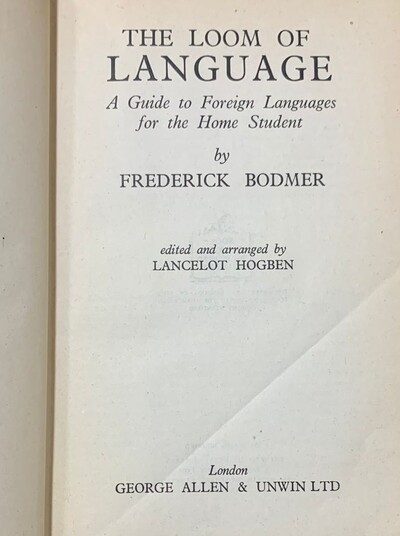 THE LOOM OF
LANGUAGE
A Guide to Foreign Languages
for the Home Student
by
FREDERICK BODMER
edited and arranged by
LANCELOT HOGBEN
London
GEORGE ALLEN & UNWIN LTD